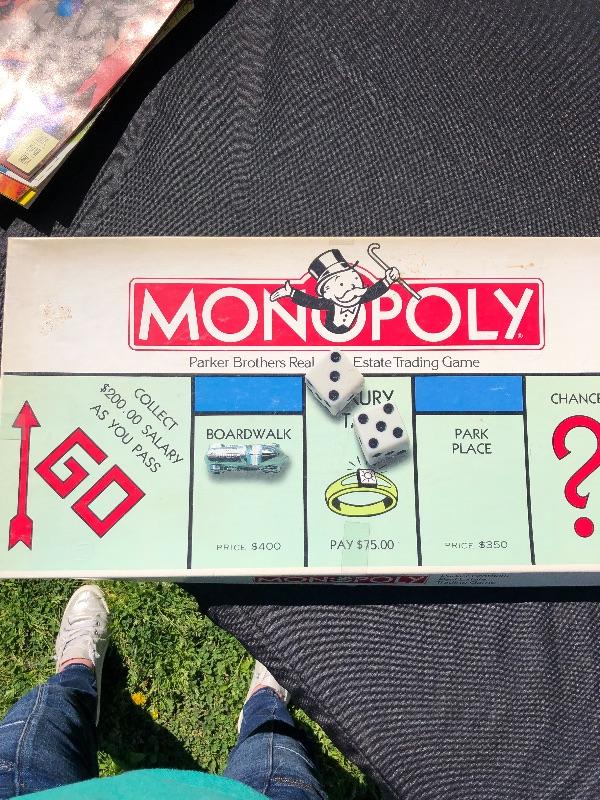 MONOPOLY
Parker Brothers Real Estate Trading Game
COLLECT
$200.00 SALARY
AS YOU PASS
GO
BOARDWALK
PRICE $400
PAY $75.00
PARK
PLACE
PRICE $350
CHANCE
?
MONOPOLY